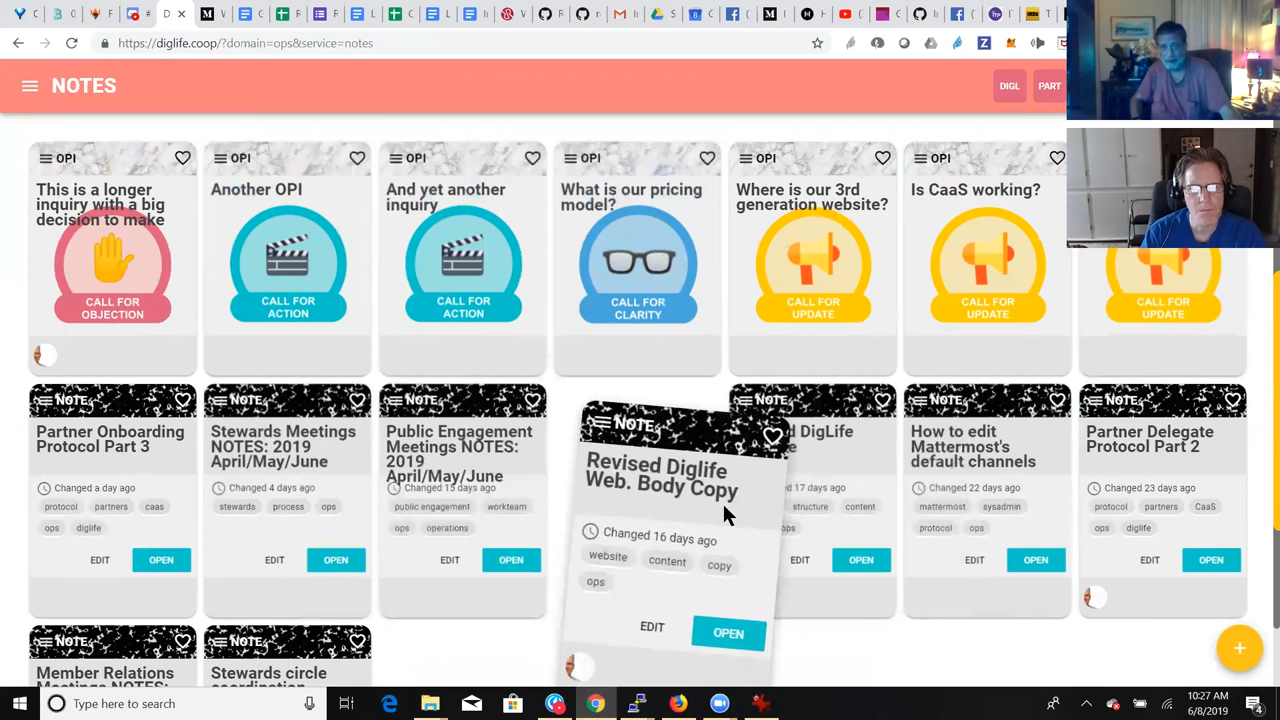 https://diglife.coop/?domain=ops&service=notes
NOTES
DIGL
PART
OPI
This is a longer
inquiry with a big
decision to make
CALL FOR
OBJECTION
OPI
Another OPI
CALL FOR
ACTION
OPI
And yet another
inquiry
CALL FOR
ACTION
OPI
What is our pricing
model?
CALL FOR
CLARITY
OPI
Where is our 3rd
generation website?
CALL FOR
UPDATE
OPI
Is CaaS working?
CALL FOR
UPDATE
CALL FOR
UPDATE
NOTE
Partner Onboarding
Protocol Part 3
Changed a day ago
protocol partners caas
ops diglife
EDIT OPEN
NOTE
Stewards Meetings
NOTES: 2019
April/May/June
Changed 4 days ago
stewards process ops
EDIT OPEN
NOTE
Public Engagement
Meetings NOTES:
2019
April/May/June
Changed 15 days ago
public engagement workteam
ops operations
EDIT OPEN
NOTE
Revised Diglife
Web. Body Copy
Changed 16 days ago
website content copy
ops
EDIT OPEN
NOTE
d DigLife
17 days ago
structure content
ops
OPEN
NOTE
How to edit
Mattermost's
default channels
Changed 22 days ago
mattermost sysadmin
protocol ops
EDIT OPEN
NOTE
Partner Delegate
Protocol Part 2
Changed 23 days ago
protocol partners CaaS
ops diglife
EDIT OPEN
NOTE
Member Relations
Meetings NOTES:
NOTE
Stewards circle
coordination
Type here to search
10:27 AM
6/8/2019